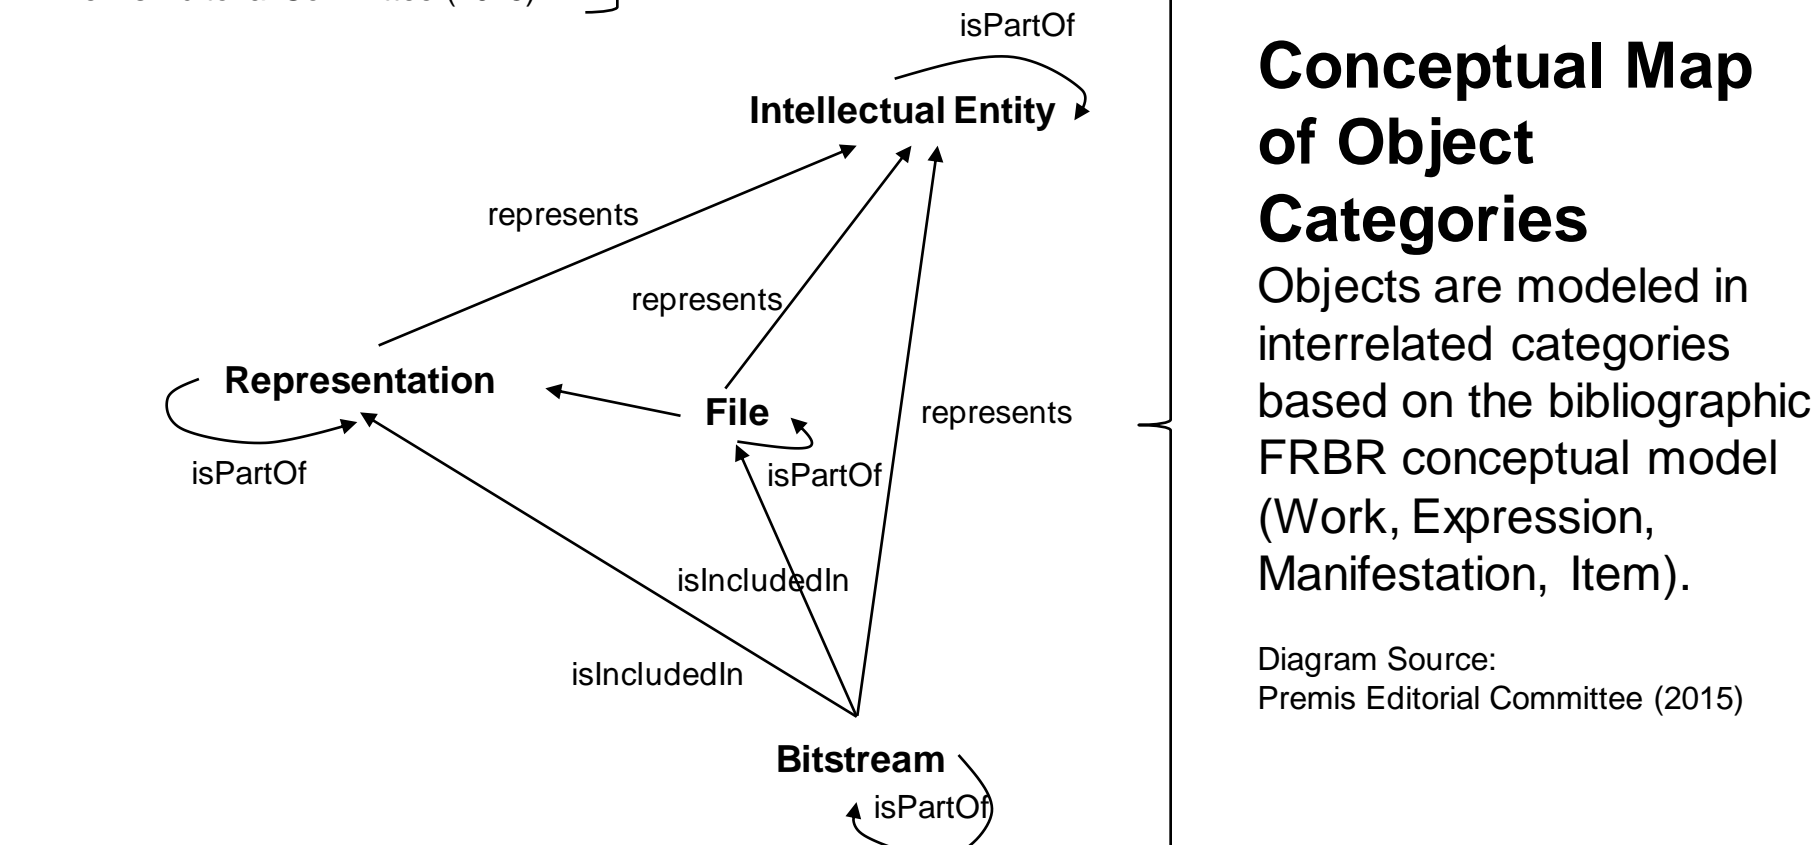 isPartOf
Intellectual Entity
represents
represents
Representation
File
represents
isPartOf
isPartOf
isIncludedIn
isIncludedIn
Bitstream
isPartOf
Conceptual Map
of Object
Categories
Objects are modeled in
interrelated categories
based on the bibliographic
FRBR conceptual model
(Work, Expression,
Manifestation, Item).
Diagram Source:
Premis Editorial Committee (2015)